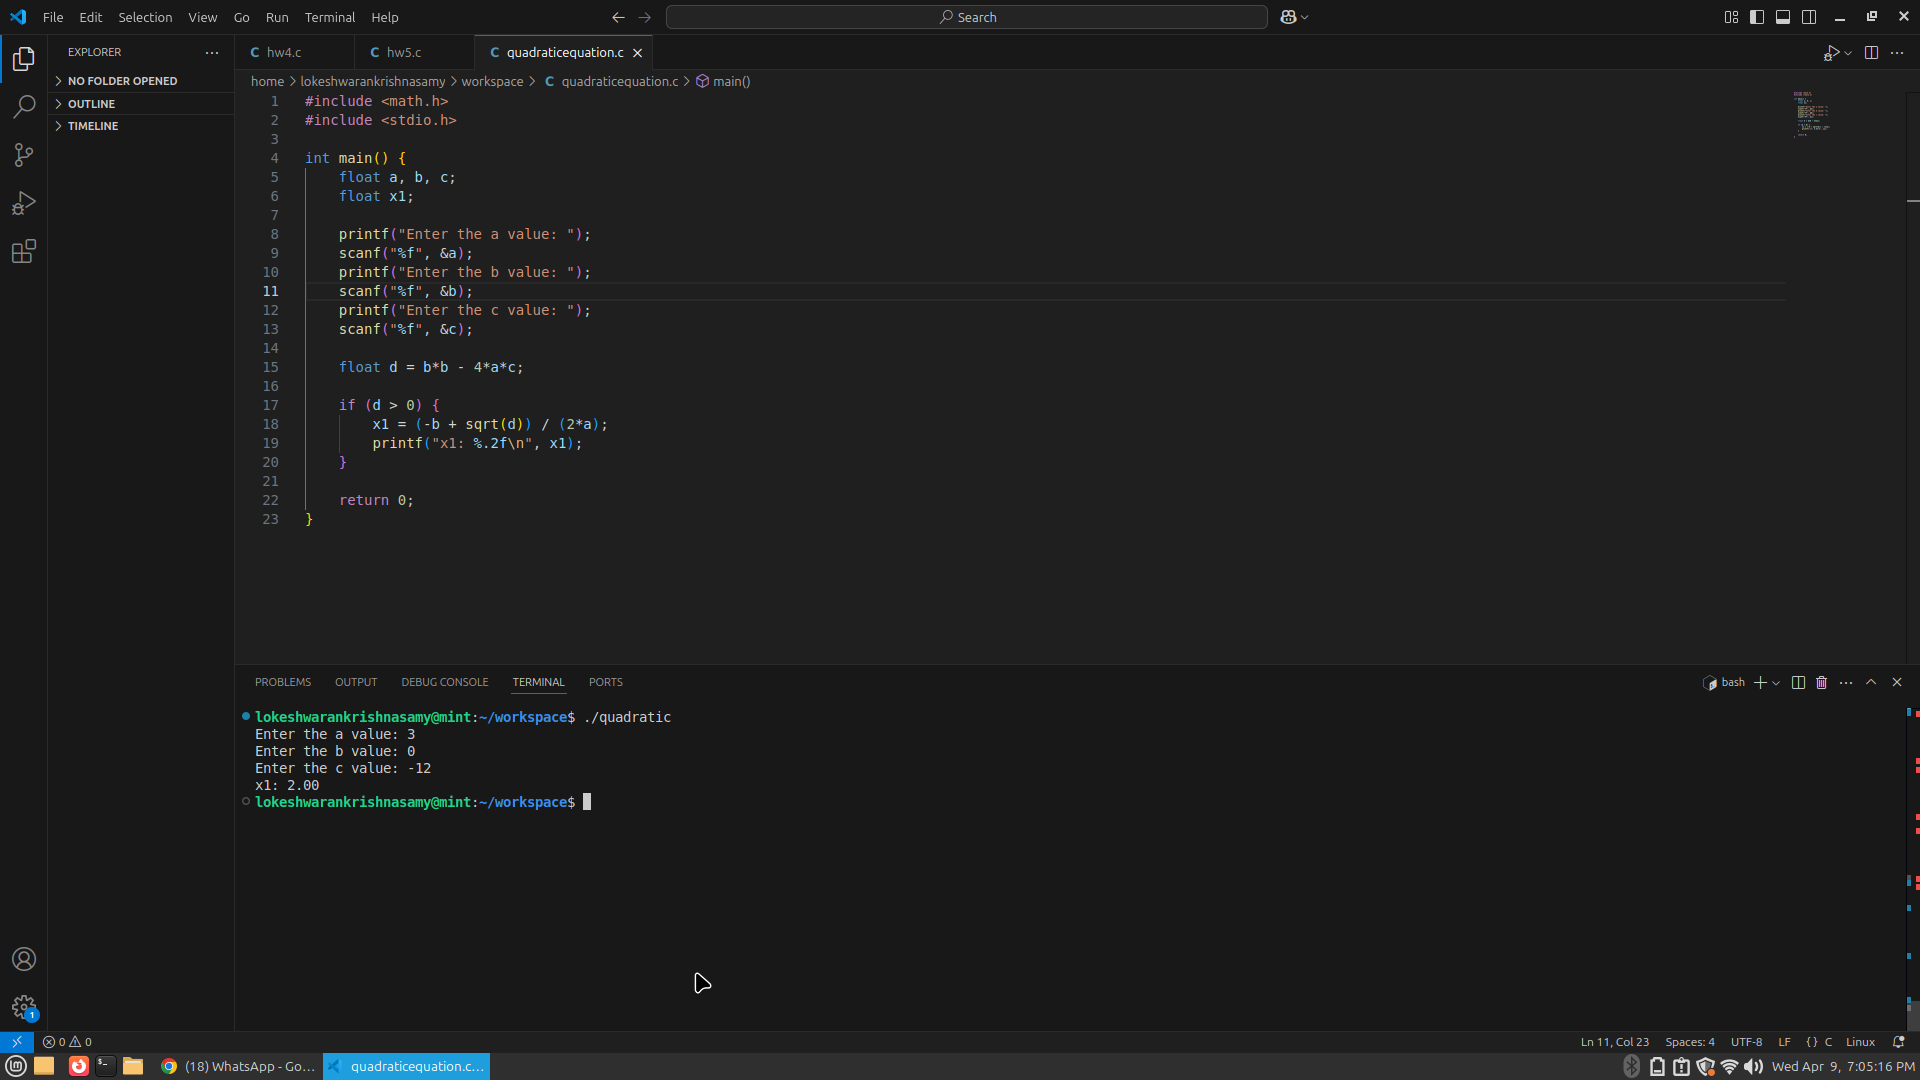 File Edit Selection View Go Run Terminal Help
Search
EXPLORER
NO FOLDER OPENED
OUTLINE
TIMELINE
C hw4.c
C hw5.c
C quadraticequation.c
home > lokeshwarankrishnasamy > workspace > C quadraticequation.c > main()
1 #include <math.h>
2 #include <stdio.h>
3
4 int main() {
5     float a, b, c;
6     float x1;
7
8     printf("Enter the a value: ");
9     scanf("%f", &a);
10     printf("Enter the b value: ");
11     scanf("%f", &b);
12     printf("Enter the c value: ");
13     scanf("%f", &c);
14
15     float d = b*b - 4*a*c;
16
17     if (d > 0) {
18         x1 = (-b + sqrt(d)) / (2*a);
19         printf("x1: %.2f\n", x1);
20     }
21
22     return 0;
23 }
PROBLEMS OUTPUT DEBUG CONSOLE TERMINAL PORTS
bash
lokeshwarankrishnasamy@mint:~/workspace$ ./quadratic
Enter the a value: 3
Enter the b value: 0
Enter the c value: -12
x1: 2.00
lokeshwarankrishnasamy@mint:~/workspace$
1
0 0
Ln 11, Col 23 Spaces: 4 UTF-8 LF {} C Linux
(18) WhatsApp - Go...
quadraticequation.c...
Wed Apr 9, 7:05:16 PM